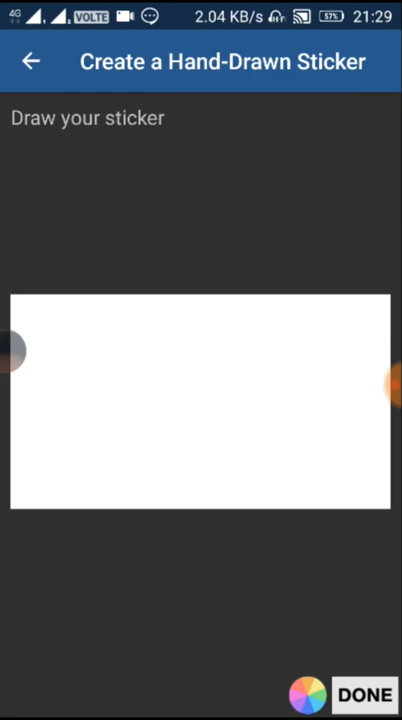 4G VOLTE 2.04 KB/s 57% 21:29
Create a Hand-Drawn Sticker
Draw your sticker
DONE